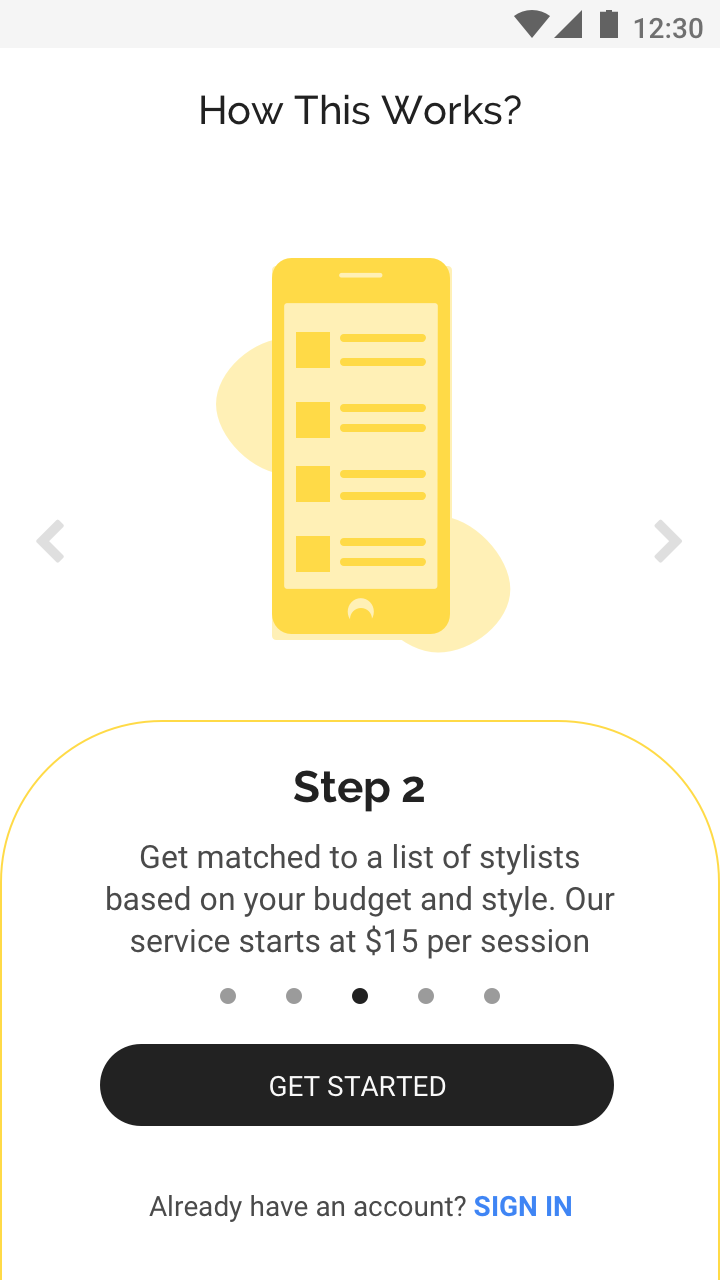 12:30
How This Works?
Step 2
Get matched to a list of stylists
based on your budget and style. Our
service starts at $15 per session
GET STARTED
Already have an account? SIGN IN